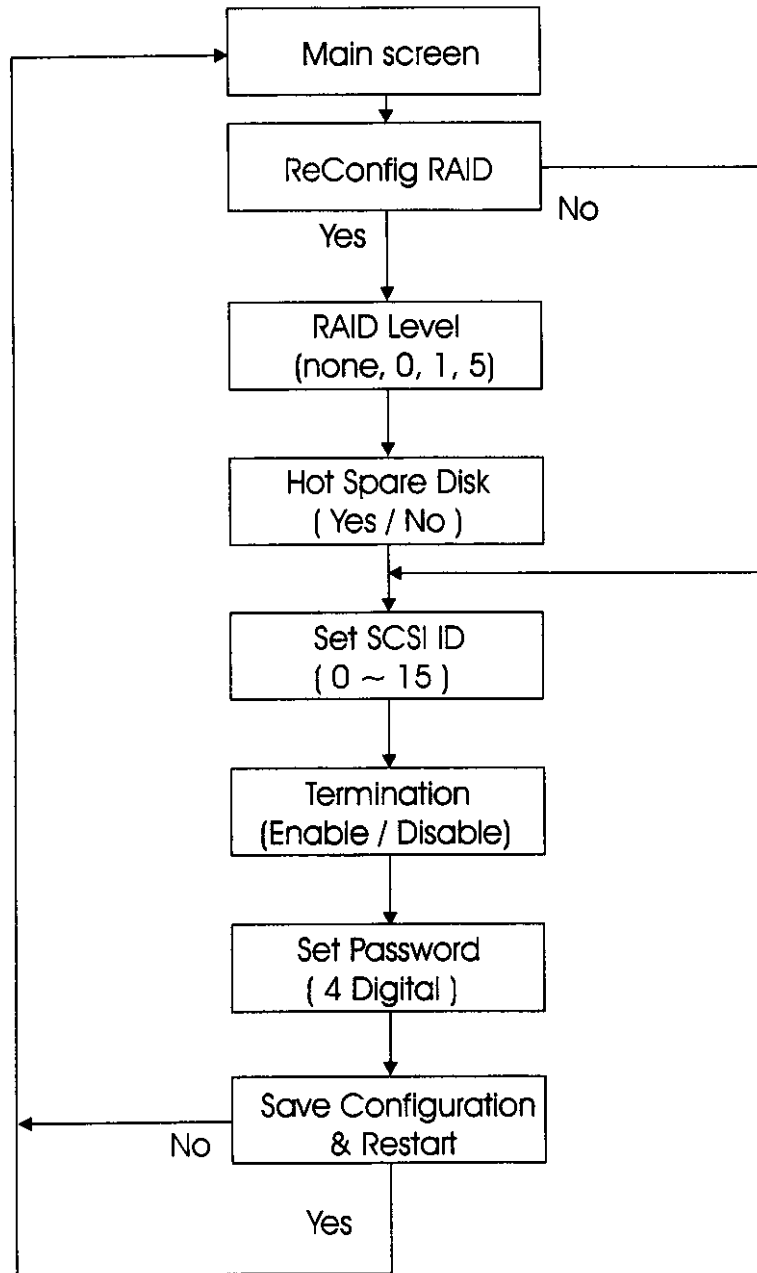 Main screen
ReConfig RAID
No
Yes
RAID Level
(none, 0, 1, 5)
Hot Spare Disk
( Yes / No )
Set SCSI ID
( 0 ~ 15 )
Termination
(Enable / Disable)
Set Password
( 4 Digital )
Save Configuration
& Restart
No
Yes